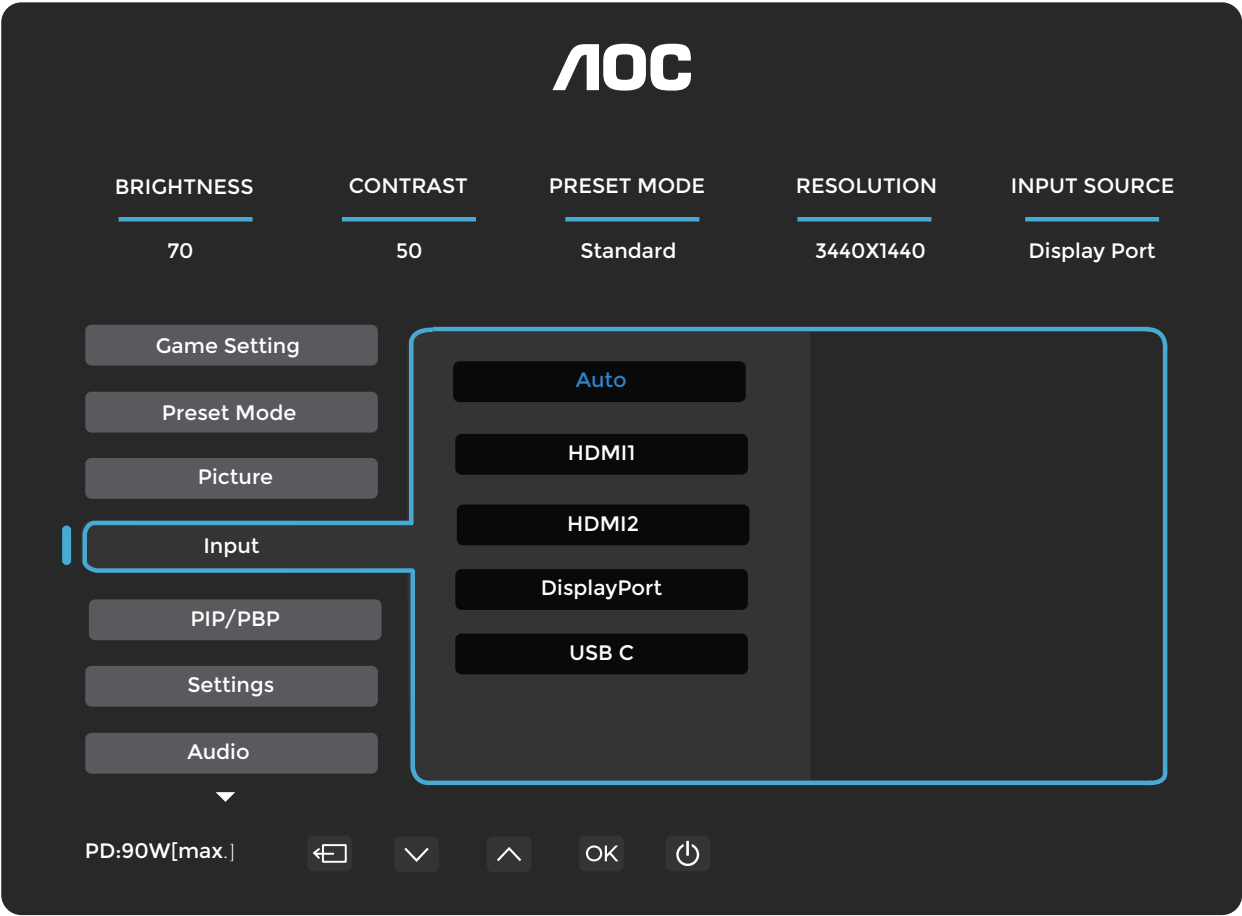 AOC
BRIGHTNESS CONTRAST PRESET MODE RESOLUTION INPUT SOURCE
70 50 Standard 3440X1440 Display Port
Game Setting
Preset Mode
Picture
Input
PIP/PBP
Settings
Audio
Auto
HDMI1
HDMI2
DisplayPort
USB C
PD:90W[max.]
OK